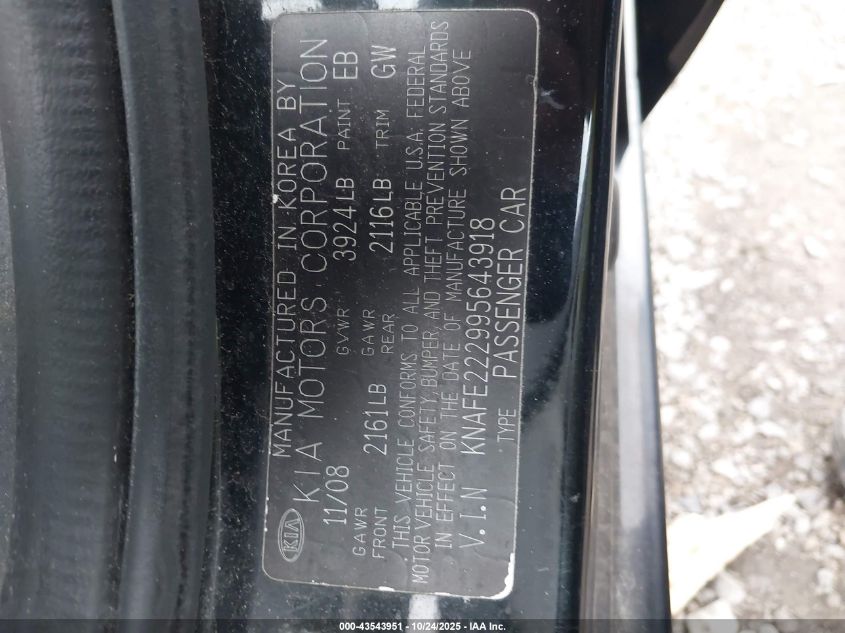 MANUFACTURED IN KOREA BY
KIA KIA MOTORS CORPORATION
11/08 GVWR 3924LB PAINT EB
GAWR FRONT 2161LB GAWR REAR 2116LB TRIM GW
THIS VEHICLE CONFORMS TO ALL APPLICABLE U.S.A. FEDERAL
MOTOR VEHICLE SAFETY, BUMPER, AND THEFT PREVENTION STANDARDS
IN EFFECT ON THE DATE OF MANUFACTURE SHOWN ABOVE
V.I.N KNAFE222995643918
TYPE PASSENGER CAR
000-43543951 - 10/24/2025 - IAA Inc.